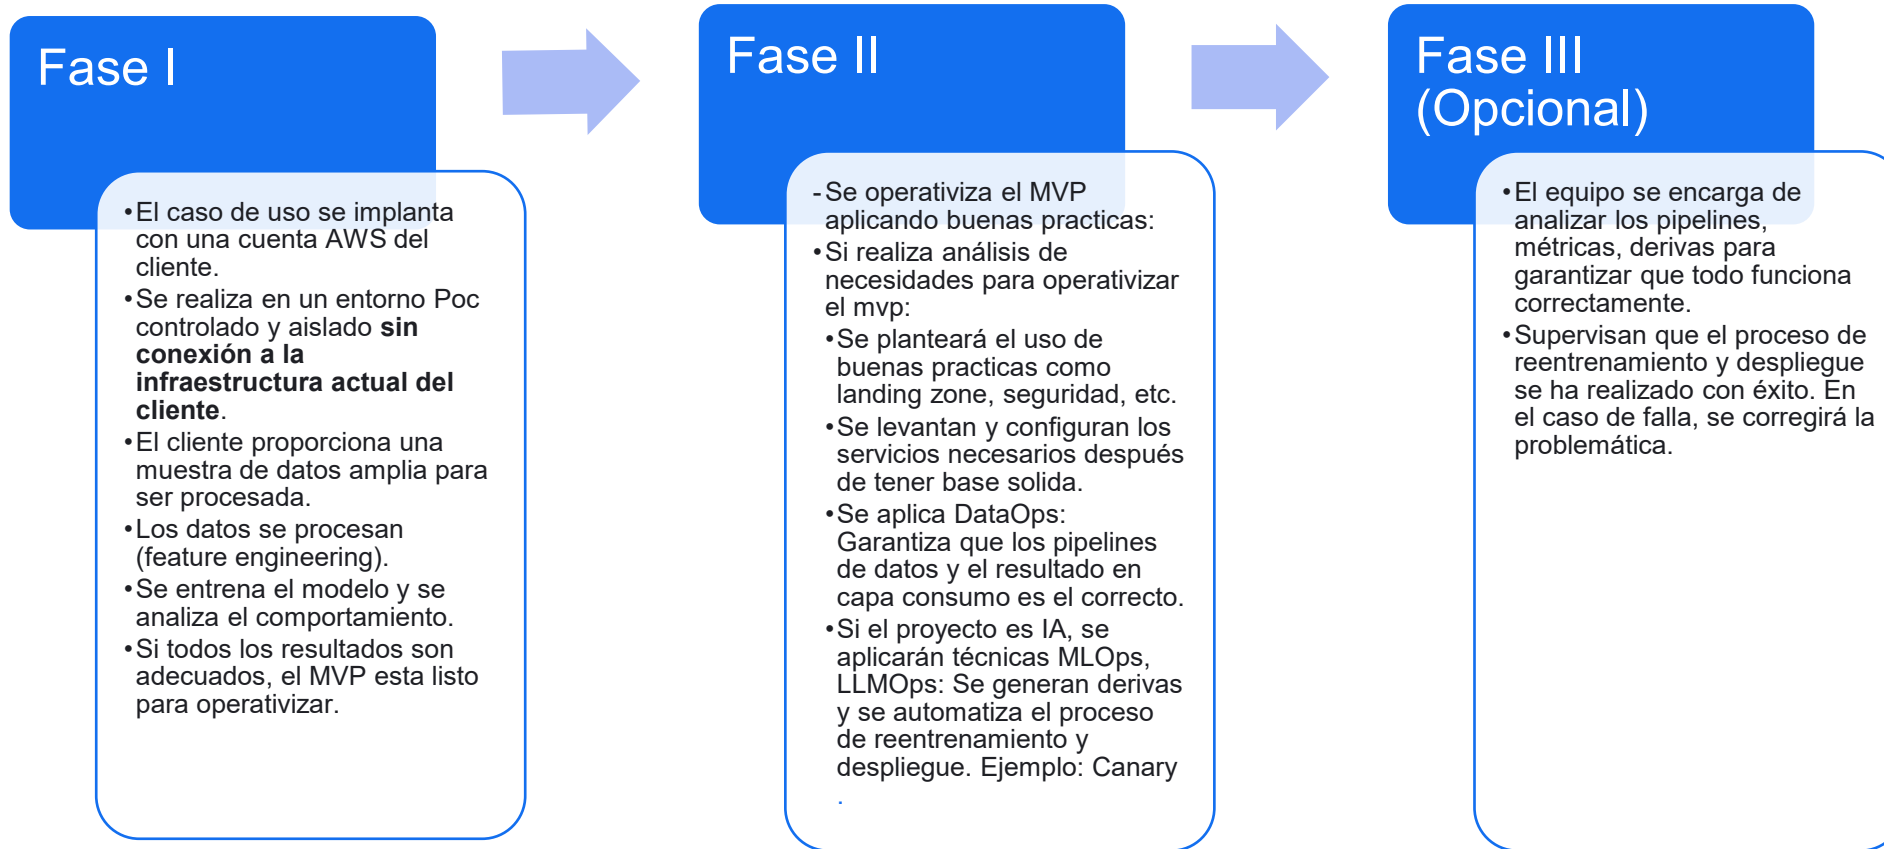 Fase I
•El caso de uso se implanta
con una cuenta AWS del
cliente.
•Se realiza en un entorno Poc
controlado y aislado sin
conexión a la
infraestructura actual del
cliente.
•El cliente proporciona una
muestra de datos amplia para
ser procesada.
•Los datos se procesan
(feature engineering).
•Se entrena el modelo y se
analiza el comportamiento.
•Si todos los resultados son
adecuados, el MVP esta listo
para operativizar.
Fase II
-Se operativiza el MVP
aplicando buenas practicas:
•Si realiza análisis de
necesidades para operativizar
el mvp:
•Se planteará el uso de
buenas practicas como
landing zone, seguridad, etc.
•Se levantan y configuran los
servicios necesarios después
de tener base solida.
•Se aplica DataOps:
Garantiza que los pipelines
de datos y el resultado en
capa consumo es el correcto.
•Si el proyecto es IA, se
aplicarán técnicas MLOps,
LLMOps: Se generan derivas
y se automatiza el proceso
de reentrenamiento y
despliegue. Ejemplo: Canary
.
Fase III
(Opcional)
•El equipo se encarga de
analizar los pipelines,
métricas, derivas para
garantizar que todo funciona
correctamente.
•Supervisan que el proceso de
reentrenamiento y despliegue
se ha realizado con éxito. En
el caso de falla, se corregirá la
problemática.